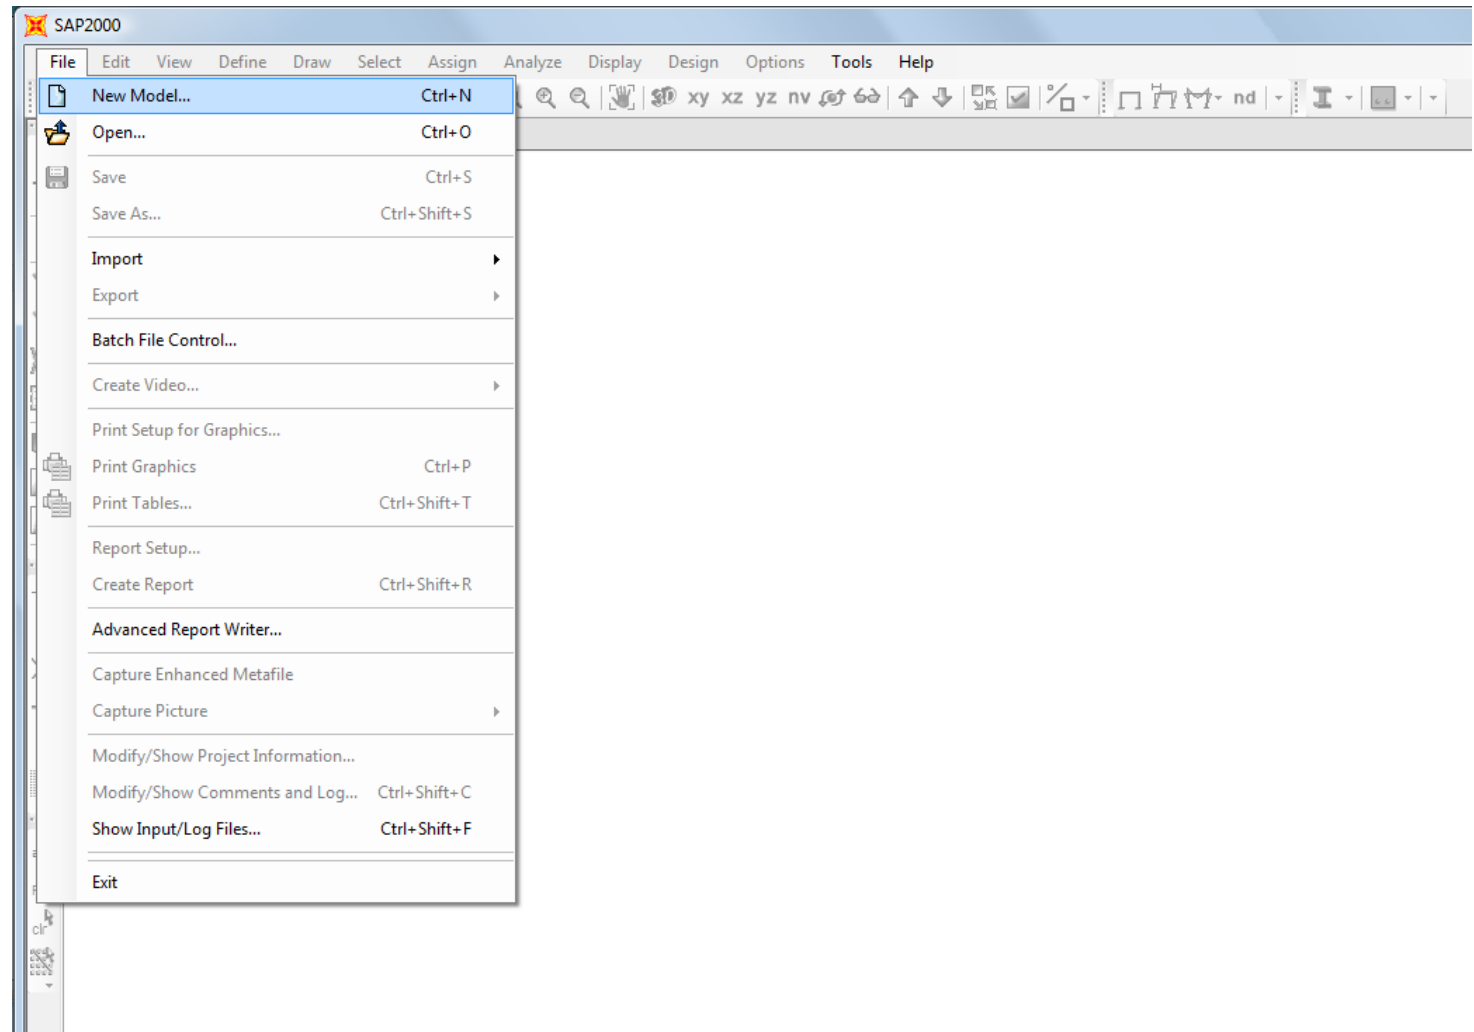 SAP2000
File Edit View Define Draw Select Assign Analyze Display Design Options Tools Help
xy xz yz nv nd
New Model... Ctrl+N
Open... Ctrl+O
Save Ctrl+S
Save As... Ctrl+Shift+S
Import
Export
Batch File Control...
Create Video...
Print Setup for Graphics...
Print Graphics Ctrl+P
Print Tables... Ctrl+Shift+T
Report Setup...
Create Report Ctrl+Shift+R
Advanced Report Writer...
Capture Enhanced Metafile
Capture Picture
Modify/Show Project Information...
Modify/Show Comments and Log... Ctrl+Shift+C
Show Input/Log Files... Ctrl+Shift+F
Exit
clr